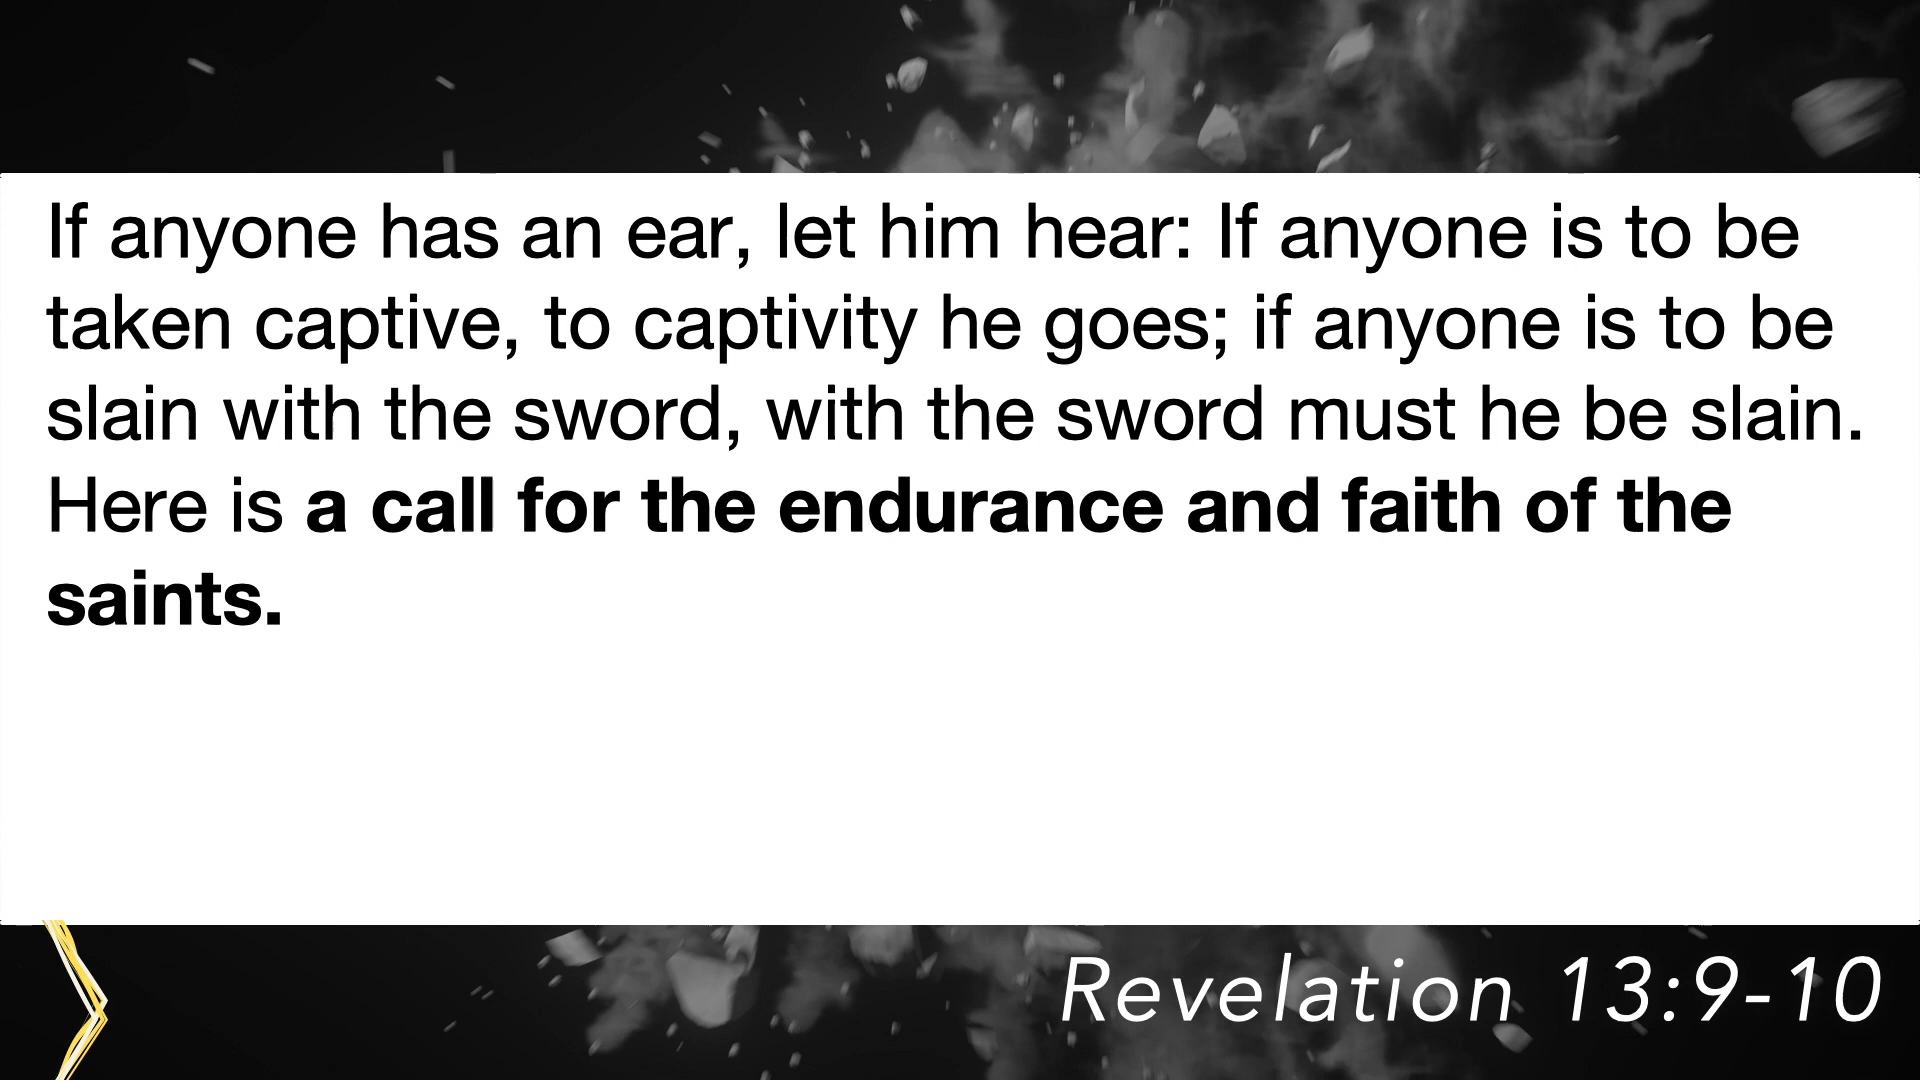 If anyone has an ear, let him hear: If anyone is to be
taken captive, to captivity he goes; if anyone is to be
slain with the sword, with the sword must he be slain.
Here is a call for the endurance and faith of the
saints.
Revelation 13:9-10